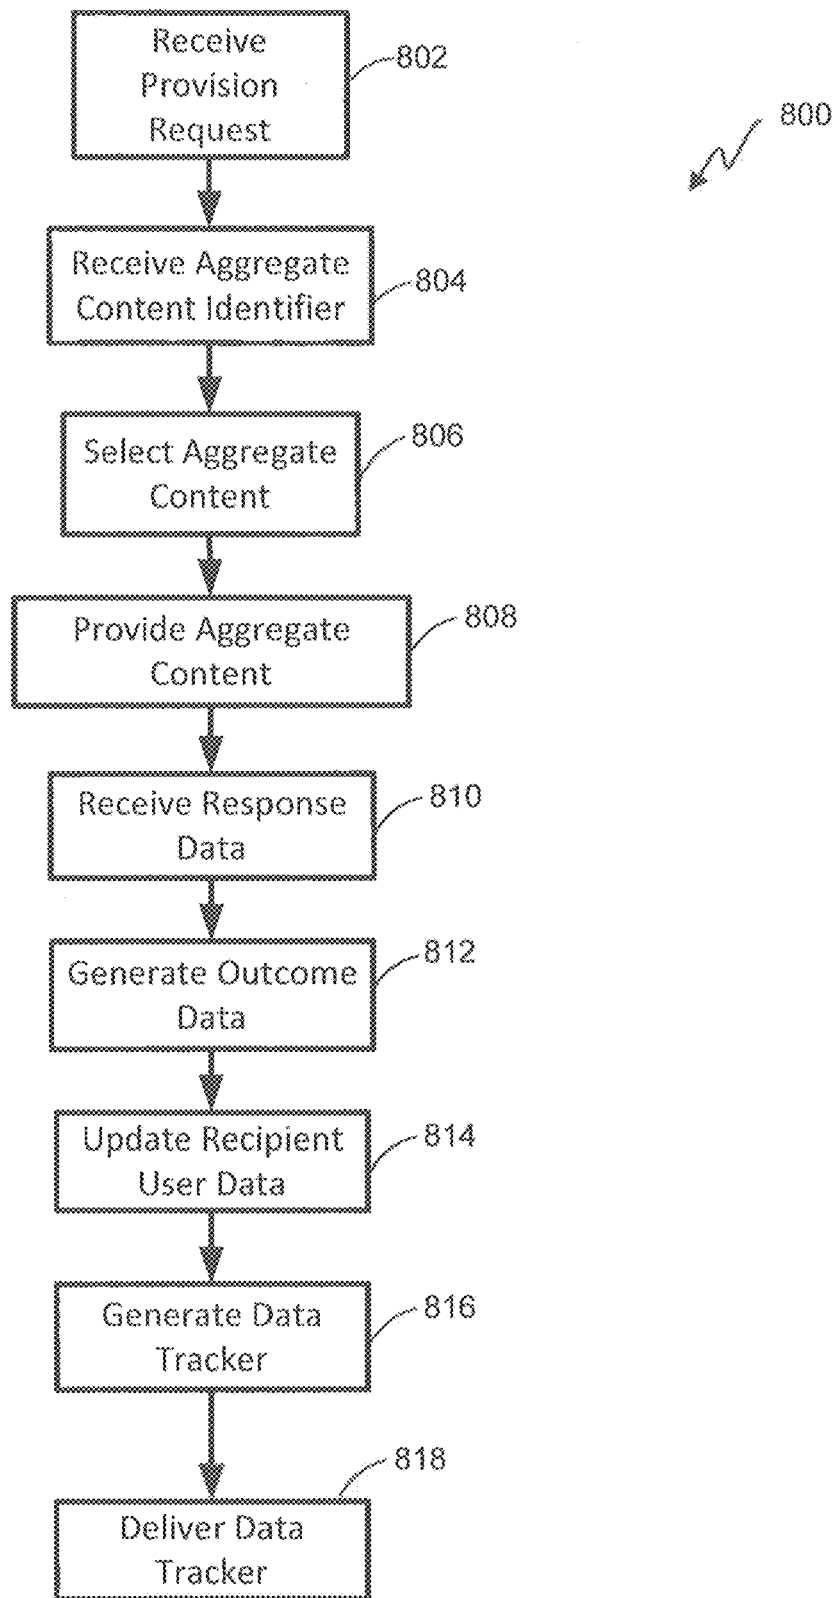 Receive
Provision
Request
802
800
Receive Aggregate
Content Identifier
804
Select Aggregate
Content
806
Provide Aggregate
Content
808
Receive Response
Data
810
Generate Outcome
Data
812
Update Recipient
User Data
814
Generate Data
Tracker
816
818
Deliver Data
Tracker